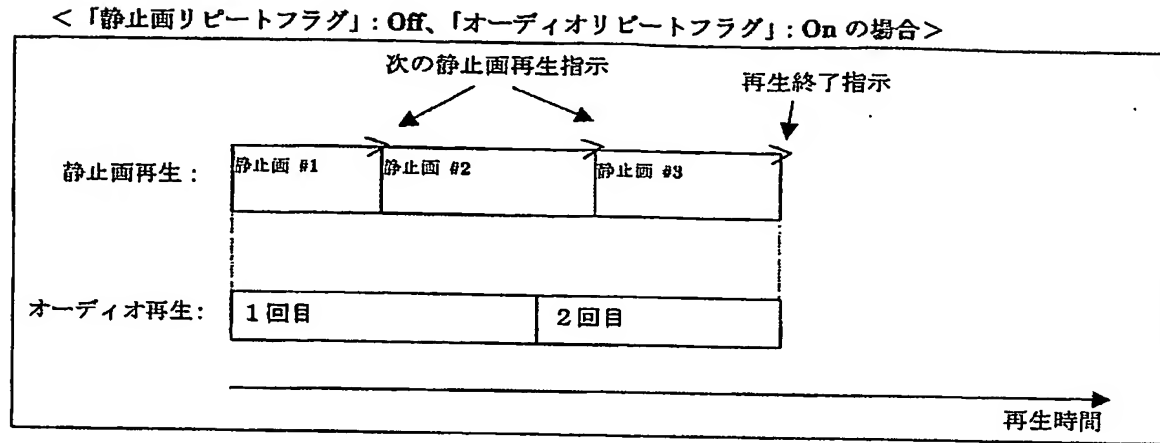 ＜「静止画リピートフラグ」: Off、「オーディオリピートフラグ」: On の場合＞
次の静止画再生指示
再生終了指示
静止画再生：
静止画 #1
静止画 #2
静止画 #3
オーディオ再生:
１回目
２回目
再生時間